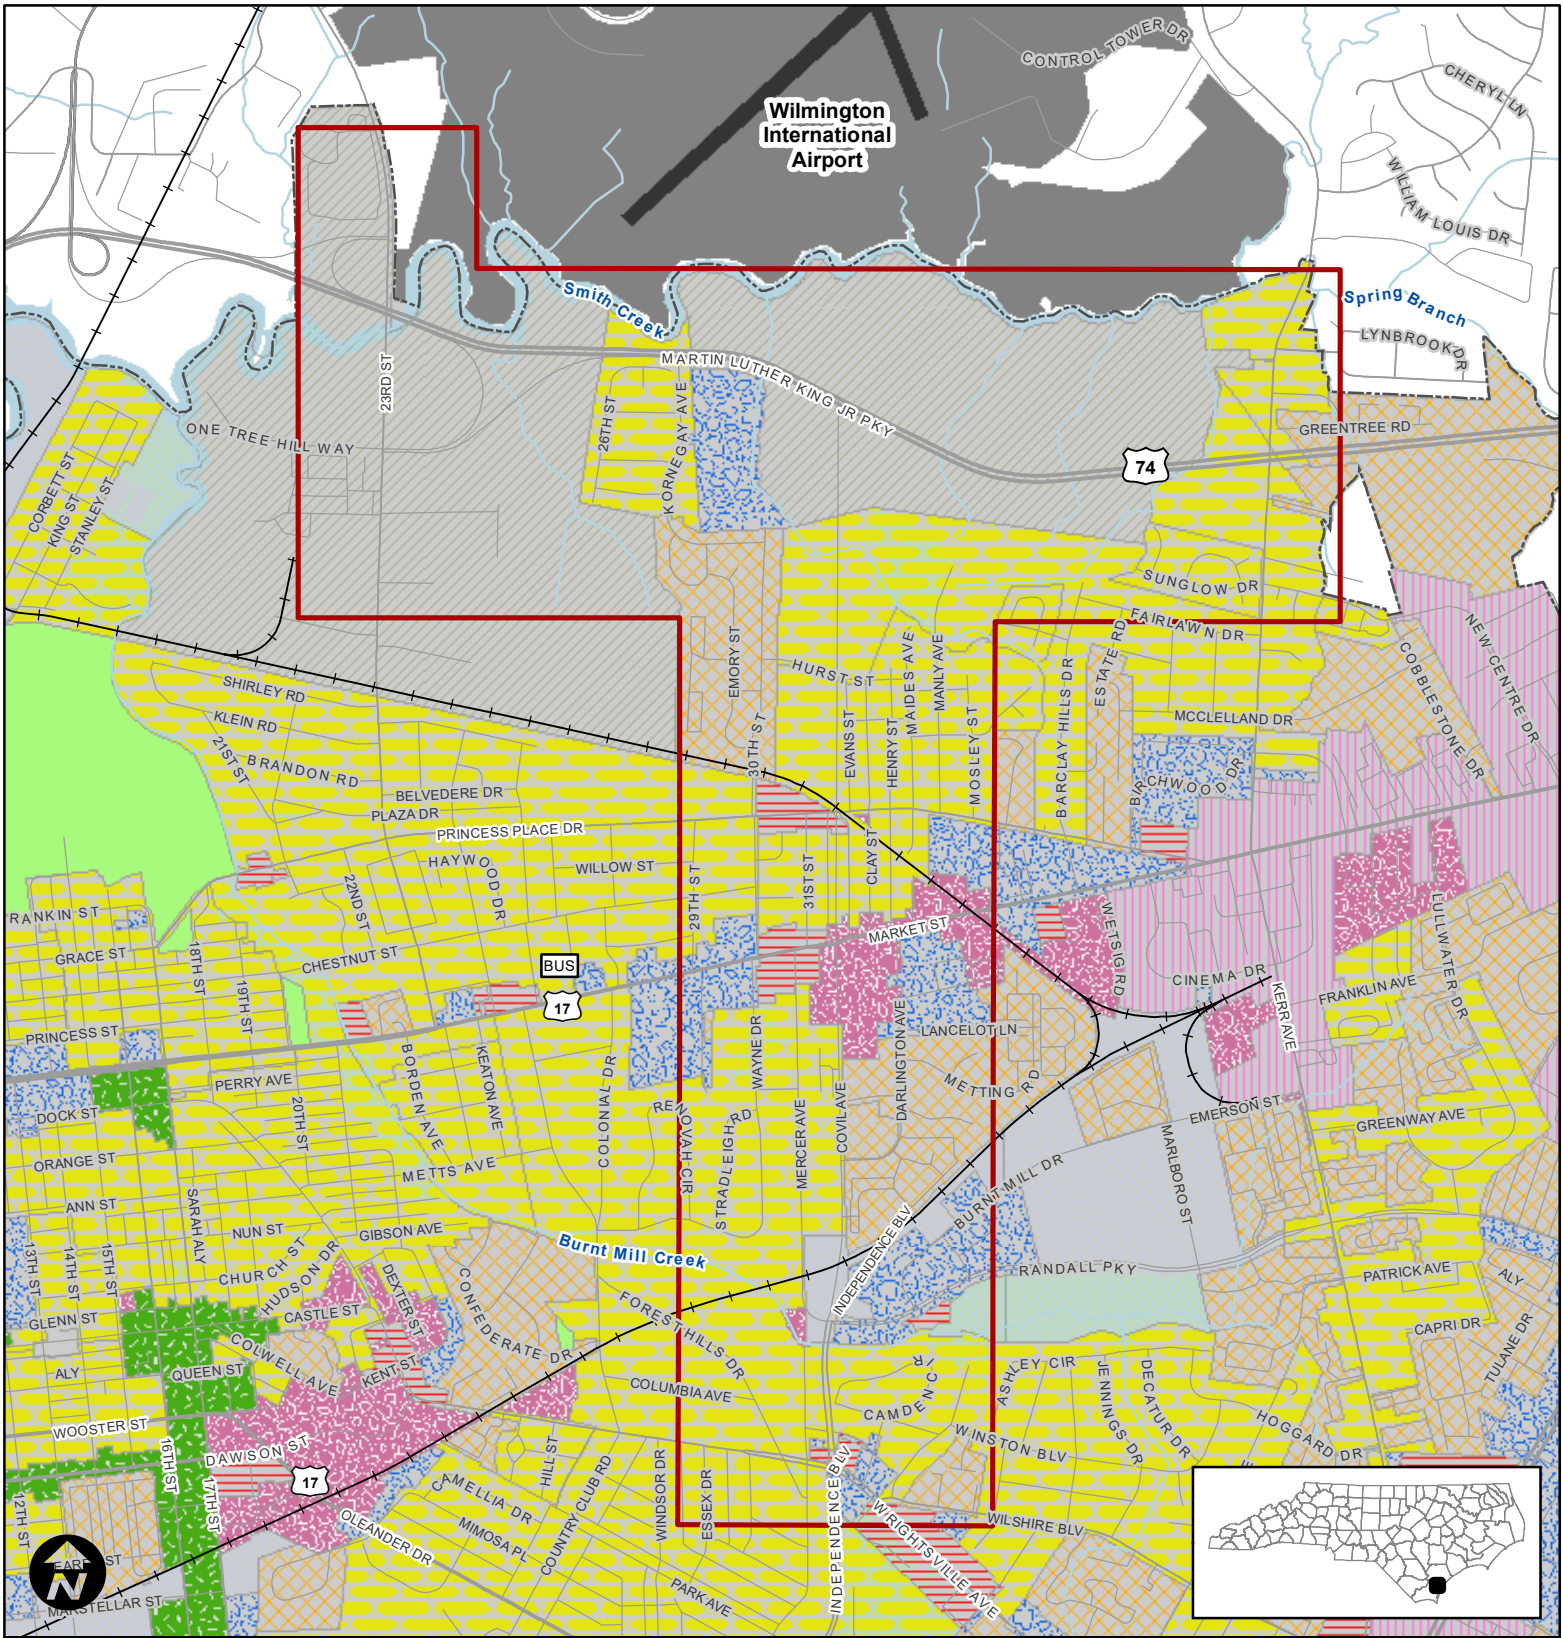 CONTROL TOWER DR
CHERYL LN
Wilmington
International
Airport
WILLIAM LOUIS DR
Smith Creek
Spring Branch
LYNBROOK DR
MARTIN LUTHER KING JR PKY
23RD ST
26TH ST
KORNEGAY AVE
ONE TREE HILL WAY
GREENTREE RD
74
CORBETT ST
KING ST
STANLEY ST
SUNGLOW DR
FAIRLAWN DR
ESTATE RD
EMORY ST
HURST ST
MAIDES AVE
MANLY AVE
NEW CENTRE DR
COBBLESTONE DR
SHIRLEY RD
KLEIN RD
21ST ST
BRANDON RD
BELVEDERE DR
PLAZA DR
PRINCESS PLACE DR
30TH ST
EVANS ST
HENRY ST
MOSLEY ST
BARCLAY HILLS DR
MCCLELLAND DR
BIRCHWOOD DR
HAYWOOD DR
WILLOW ST
22ND ST
29TH ST
31ST ST
CLAY ST
MARKET ST
RANKIN ST
GRACE ST
18TH ST
19TH ST
CHESTNUT ST
BUS
17
WETSIG RD
CINEMA DR
KERR AVE
FRANKLIN AVE
LULLWATER DR
PRINCESS ST
PERRY AVE
20TH ST
BORDEN AVE
KEATON AVE
COLONIAL DR
WAYNE DR
LANCELOT LN
DARLINGTON AVE
METTING RD
DOCK ST
ORANGE ST
METTS AVE
RENOVAH CIR
STRADLEIGH RD
MERCER AVE
COVIL AVE
EMERSON ST
GREENWAY AVE
MARLBORO ST
BURNT MILL DR
ANN ST
SARAH ALY
NUN ST
GIBSON AVE
Burnt Mill Creek
INDEPENDENCE BLV
RANDALL PKY
13TH ST
14TH ST
15TH ST
CHURCH ST
HUDSON DR
DEXTER ST
CONFEDERATE DR
FOREST HILLS DR
PATRICK AVE
ALY
GLENN ST
CASTLE ST
COLWELL AVE
KENT ST
CAPRI DR
TULANE DR
ALY
QUEEN ST
COLUMBIA AVE
CAMDEN CIR
ASHLEY CIR
JENNINGS DR
DECATUR DR
HOGGARD DR
WOOSTER ST
DAWSON ST
16TH ST
17TH ST
17
12TH ST
CAMELLIA DR
HILL ST
COUNTRY CLUB RD
WINDSOR DR
ESSEX DR
INDEPENDENCE BLV
WINSTON BLV
WRIGHTSVILLE AVE
WILSHIRE BLV
OLEANDER DR
MIMOSA PL
PARK AVE
N
MARSTELLAR ST